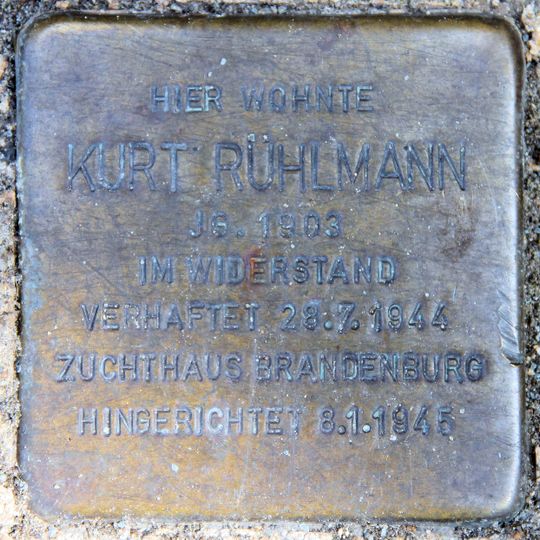 HIER WOHNTE
KURT RÜHLMANN
JG. 1903
IM WIDERSTAND
VERHAFTET 28.7.1944
ZUCHTHAUS BRANDENBURG
HINGERICHTET 8.1.1945